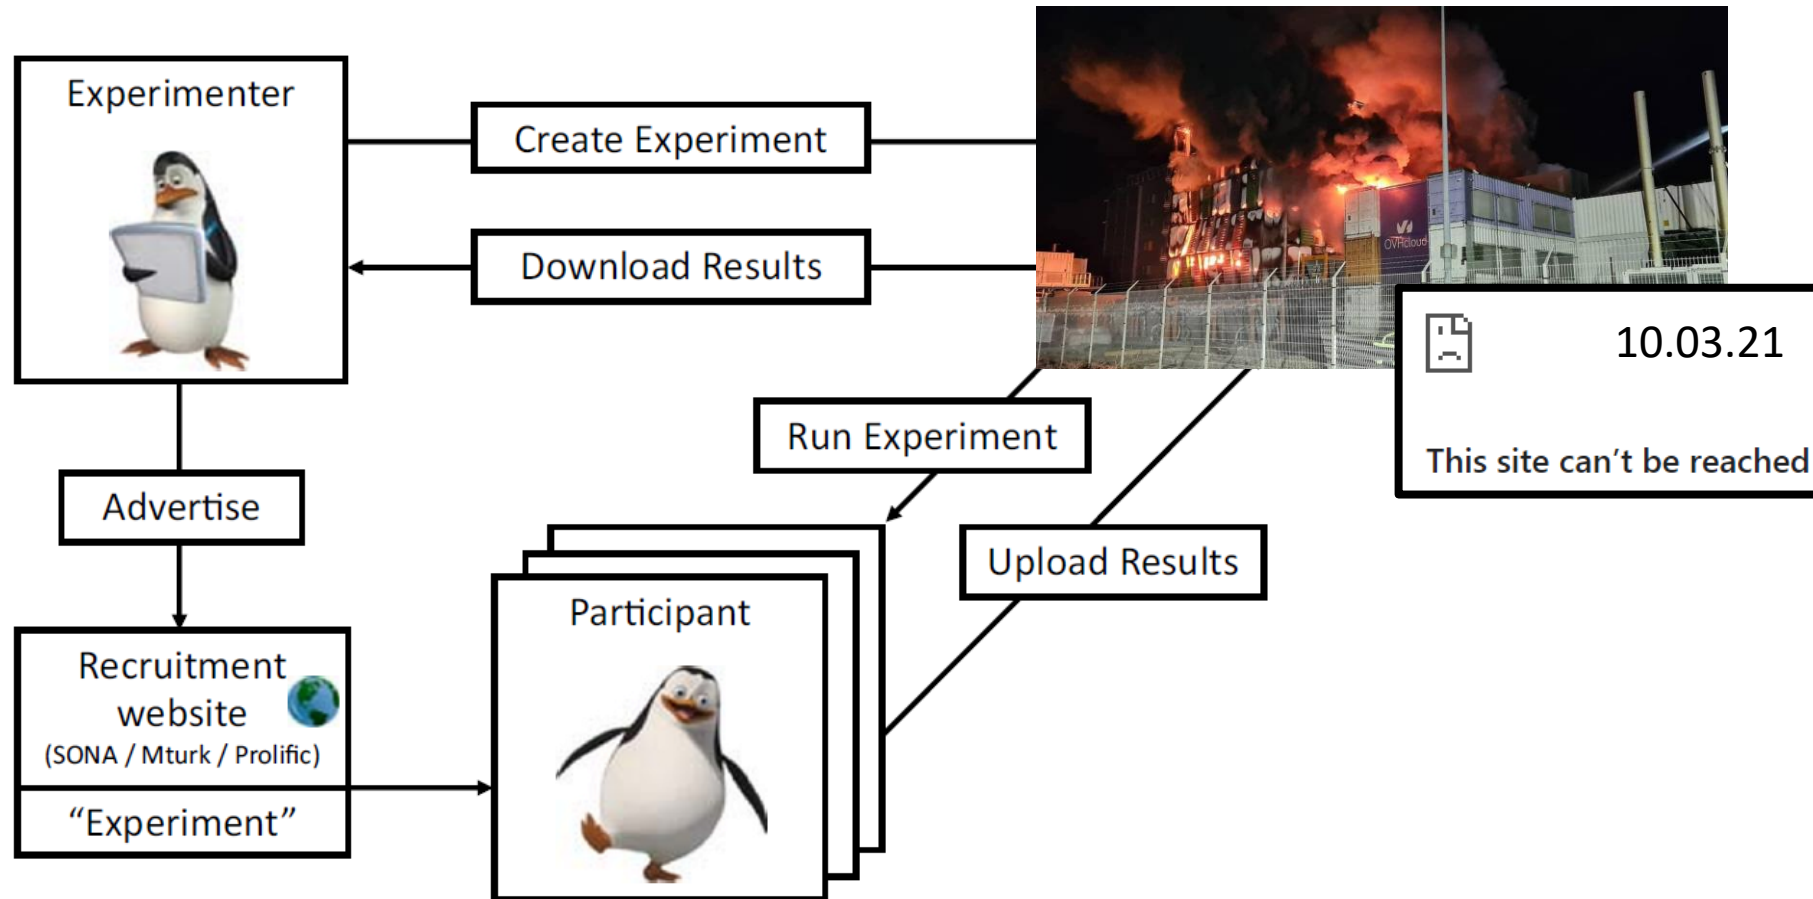 Experimenter
Create Experiment
Download Results
OVHcloud
10.03.21
This site can't be reached
Run Experiment
Advertise
Upload Results
Participant
Recruitment
website
(SONA / Mturk / Prolific)
“Experiment”